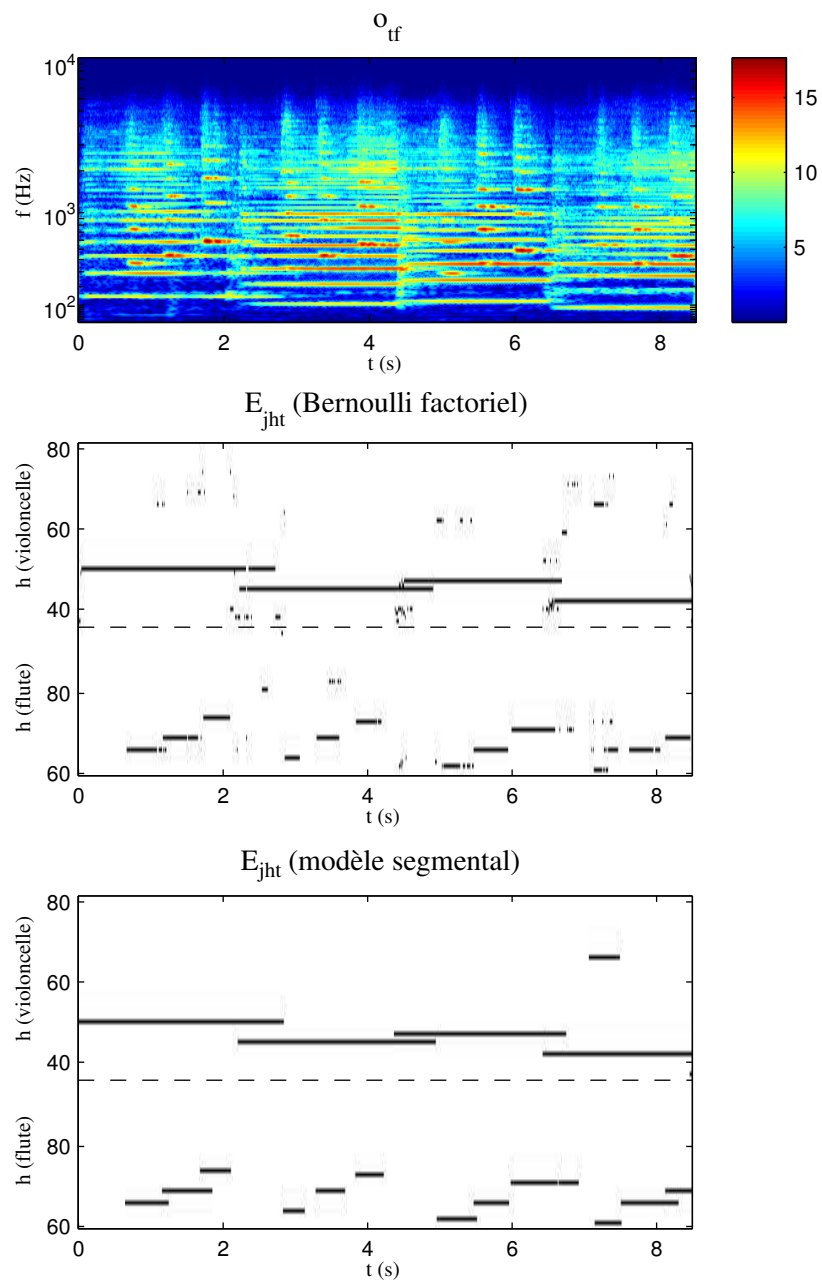 o_tf
10^4
10^3
10^2
f (Hz)
0 2 4 6 8
t (s)
15
10
5
E_jht (Bernoulli factoriel)
80
60
40
h (violoncelle)
80
60
h (flute)
0 2 4 6 8
t (s)
E_jht (modèle segmental)
80
60
40
h (violoncelle)
80
60
h (flute)
0 2 4 6 8
t (s)